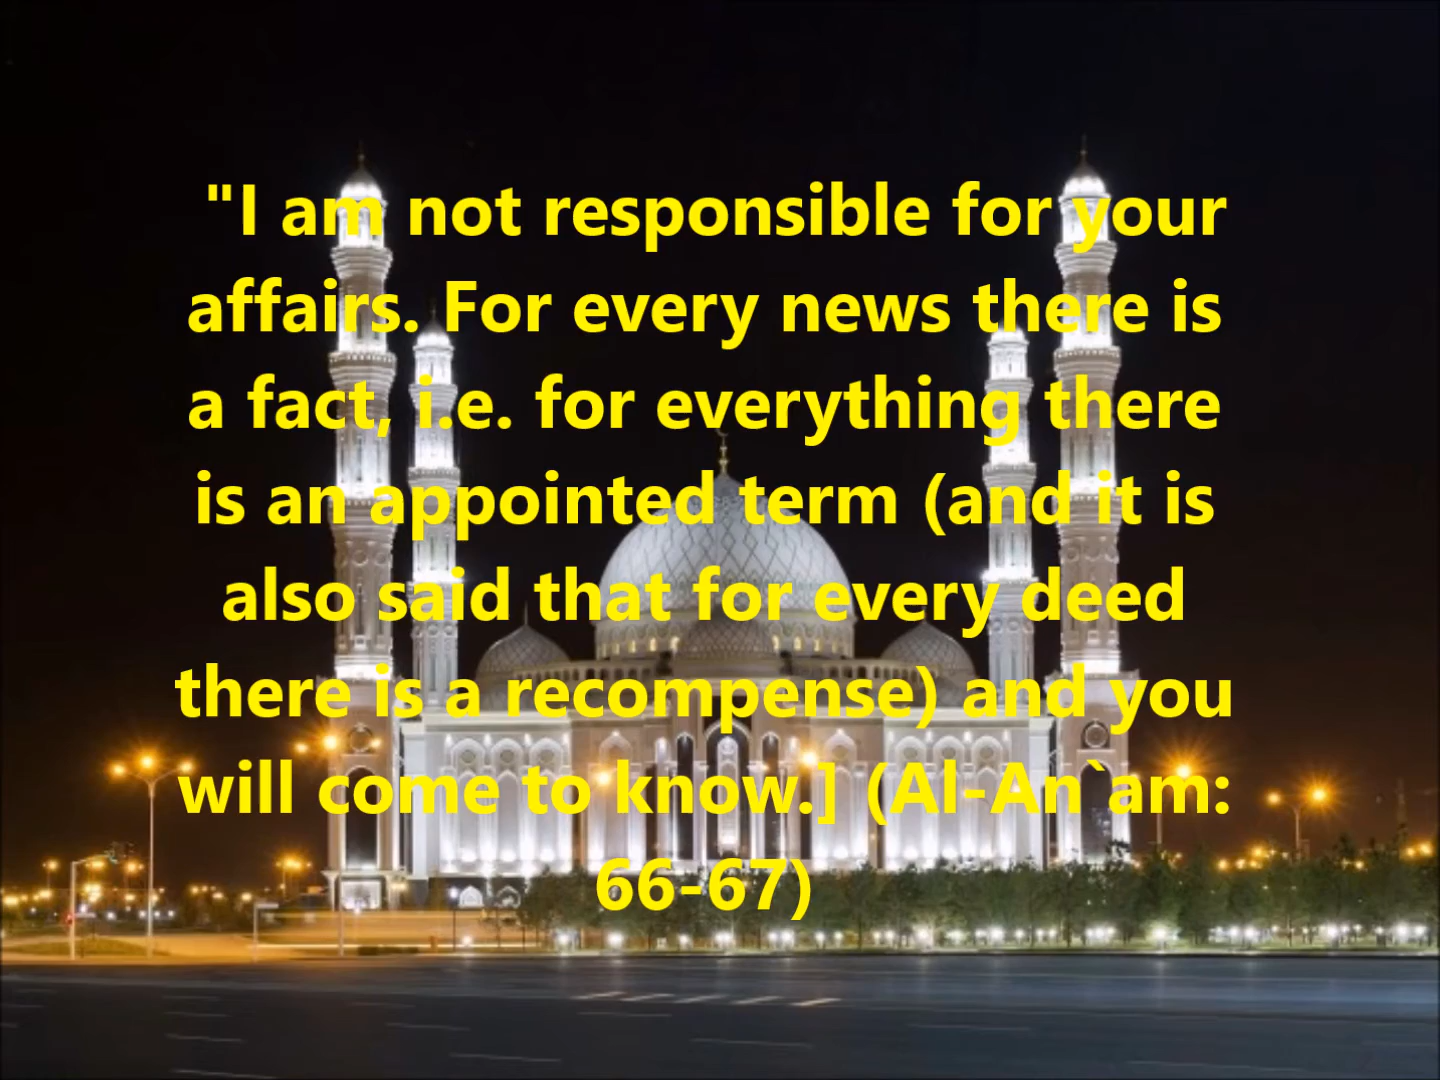 "I am not responsible for your
affairs. For every news there is
a fact, i.e. for everything there
is an appointed term (and it is
also said that for every deed
there is a recompense) and you
will come to know.] (Al-An`am:
66-67)